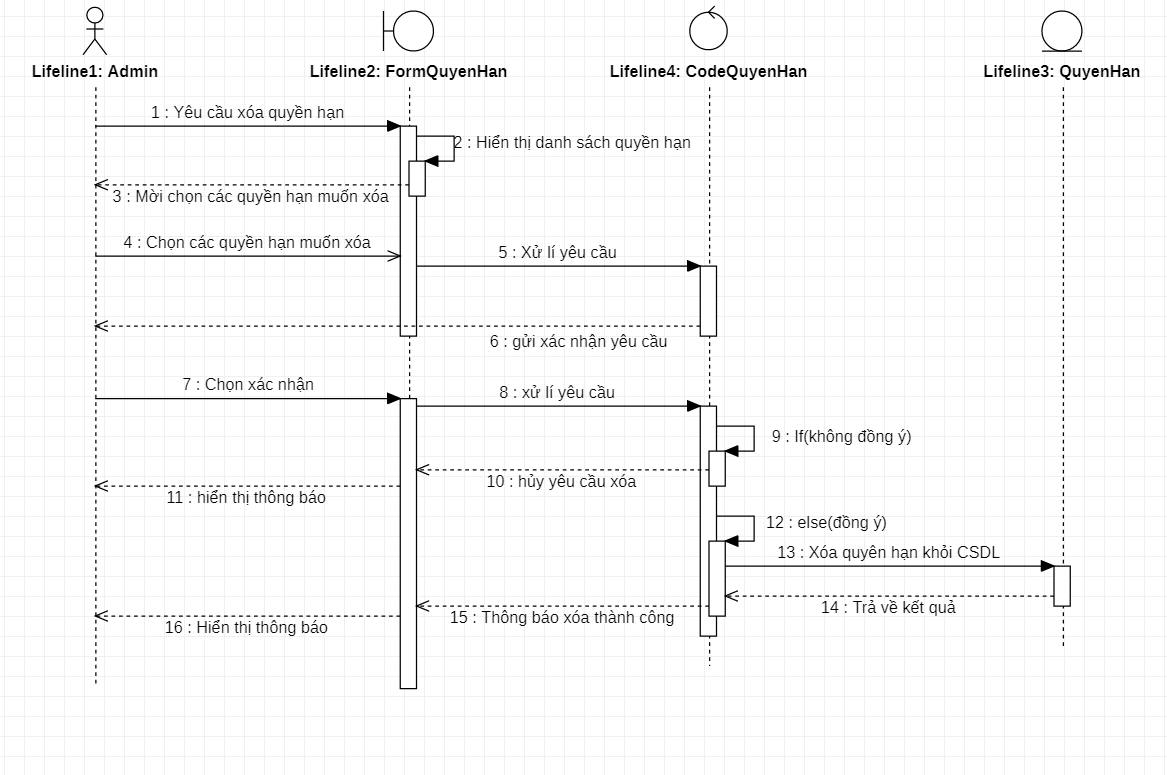 Lifeline1: Admin
Lifeline2: FormQuyenHan
Lifeline4: CodeQuyenHan
Lifeline3: QuyenHan
1 : Yêu cầu xóa quyền hạn
2 : Hiển thị danh sách quyền hạn
3 : Mời chọn các quyền hạn muốn xóa
4 : Chọn các quyền hạn muốn xóa
5 : Xử lí yêu cầu
6 : gửi xác nhận yêu cầu
7 : Chọn xác nhận
8 : xử lí yêu cầu
9 : If(không đồng ý)
10 : hủy yêu cầu xóa
11 : hiển thị thông báo
12 : else(đồng ý)
13 : Xóa quyên hạn khỏi CSDL
14 : Trả về kết quả
15 : Thông báo xóa thành công
16 : Hiển thị thông báo